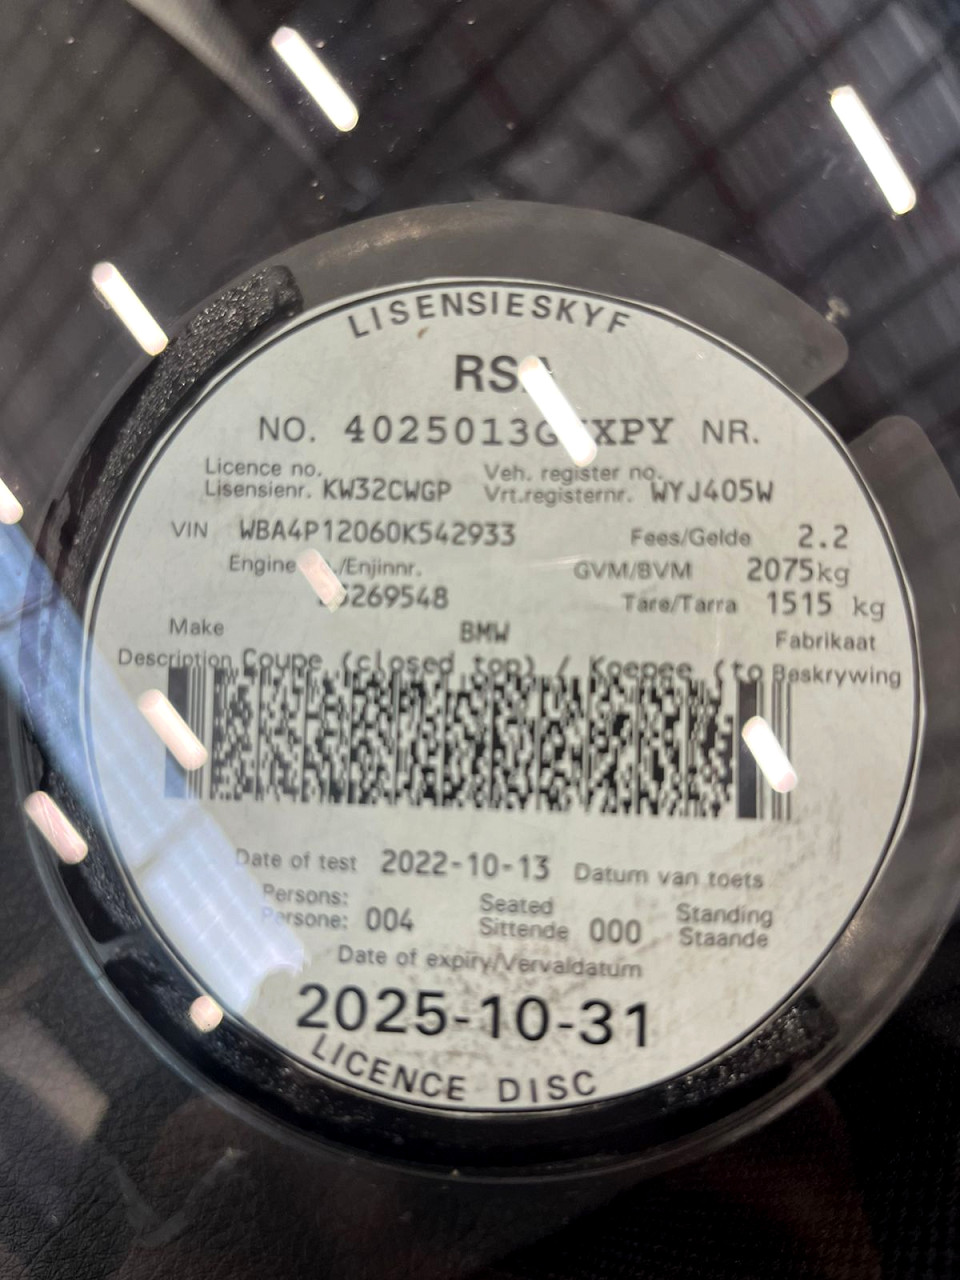 LISENSIESKYF
NO. NR.
Licence no. Veh. register no.
Lisensienr. KW32CWGP Vrt.registernr. WYJ405W
VIN WBA4P12060K542933 Fees/Gelde 2.2
Engine /Enjinnr. GVM/BVM 2075kg
Tare/Tarra 1515 kg
Make BMW Fabrikaat
Description Coupe (closed top) / Koepee (to Beskrywing
Date of test 2022-10-13 Datum van toets
Persons: Seated Standing
Persone: 004 Sittende 000 Staande
Date of expiry/Vervaldatum
2025-10-31
LICENCE DISC